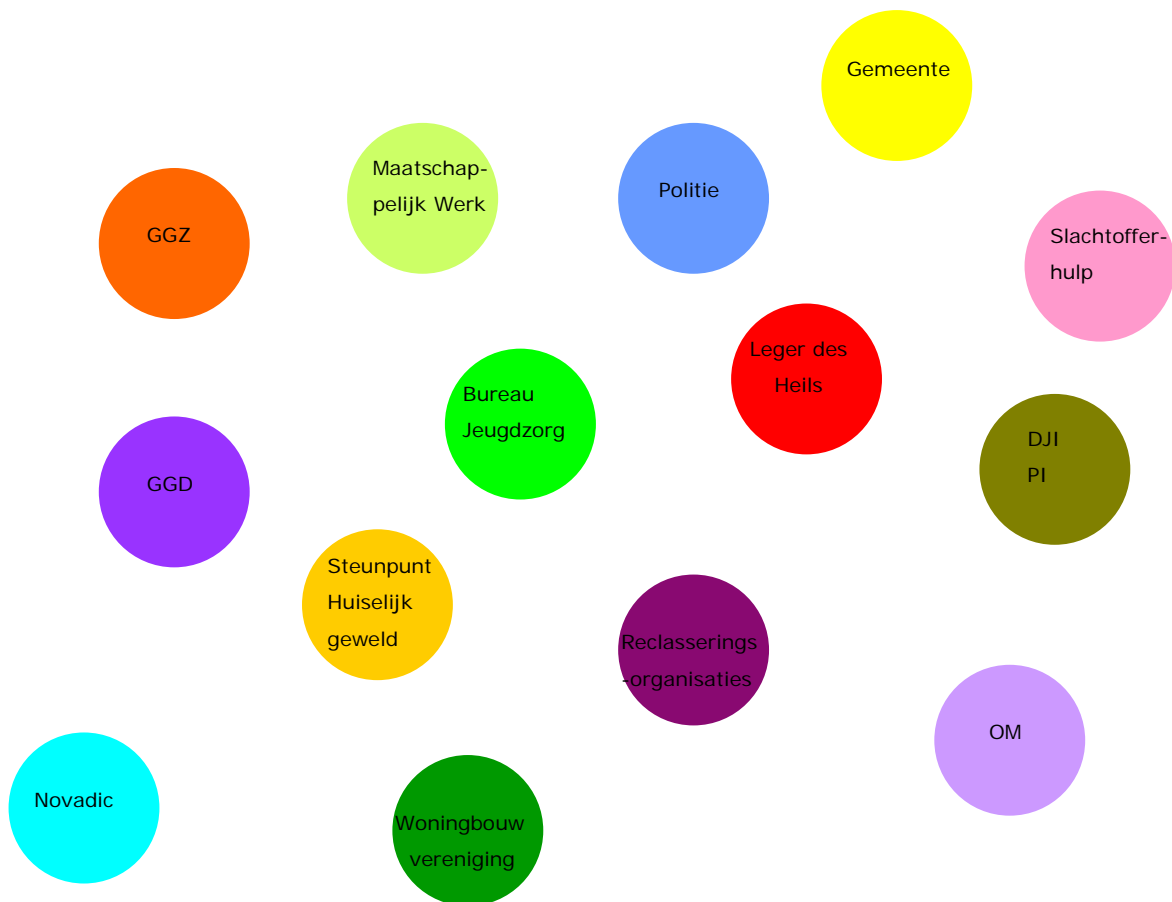 Gemeente
Maatschap-
pelijk Werk
Politie
GGZ
Slachtoffer-
hulp
Leger des
Heils
Bureau
Jeugdzorg
DJI
PI
GGD
Steunpunt
Huiselijk
geweld
Reclasserings
-organisaties
OM
Novadic
Woningbouw
vereniging